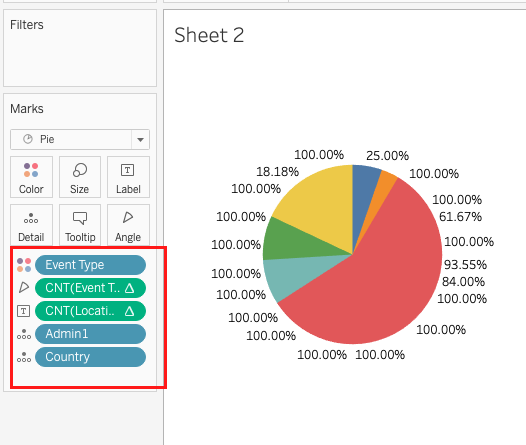 Filters
Marks
Pie
Color
Size
Label
Detail
Tooltip
Angle
Event Type
CNT(Event T..
CNT(Locati..
Admin1
Country
Sheet 2
100.00%
25.00%
18.18%
100.00%
100.00%
100.00%
61.67%
100.00%
100.00%
100.00%
93.55%
100.00%
84.00%
100.00%
100.00%
100.00%
100.00%
100.00%
100.00%
100.00%